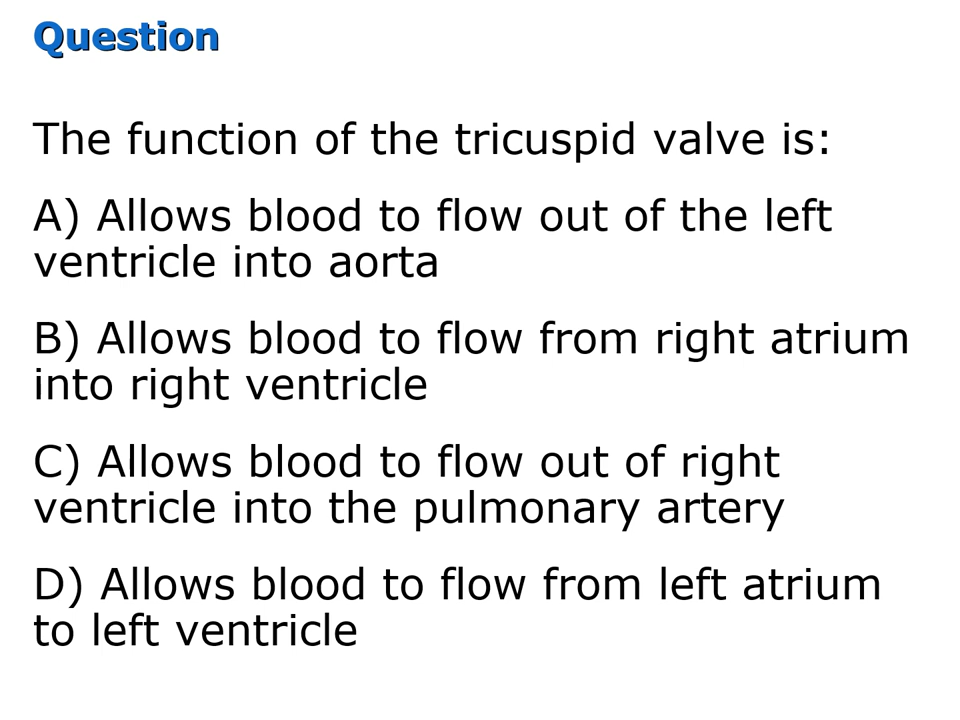 Question
The function of the tricuspid valve is:
A) Allows blood to flow out of the left
ventricle into aorta
B) Allows blood to flow from right atrium
into right ventricle
C) Allows blood to flow out of right
ventricle into the pulmonary artery
D) Allows blood to flow from left atrium
to left ventricle